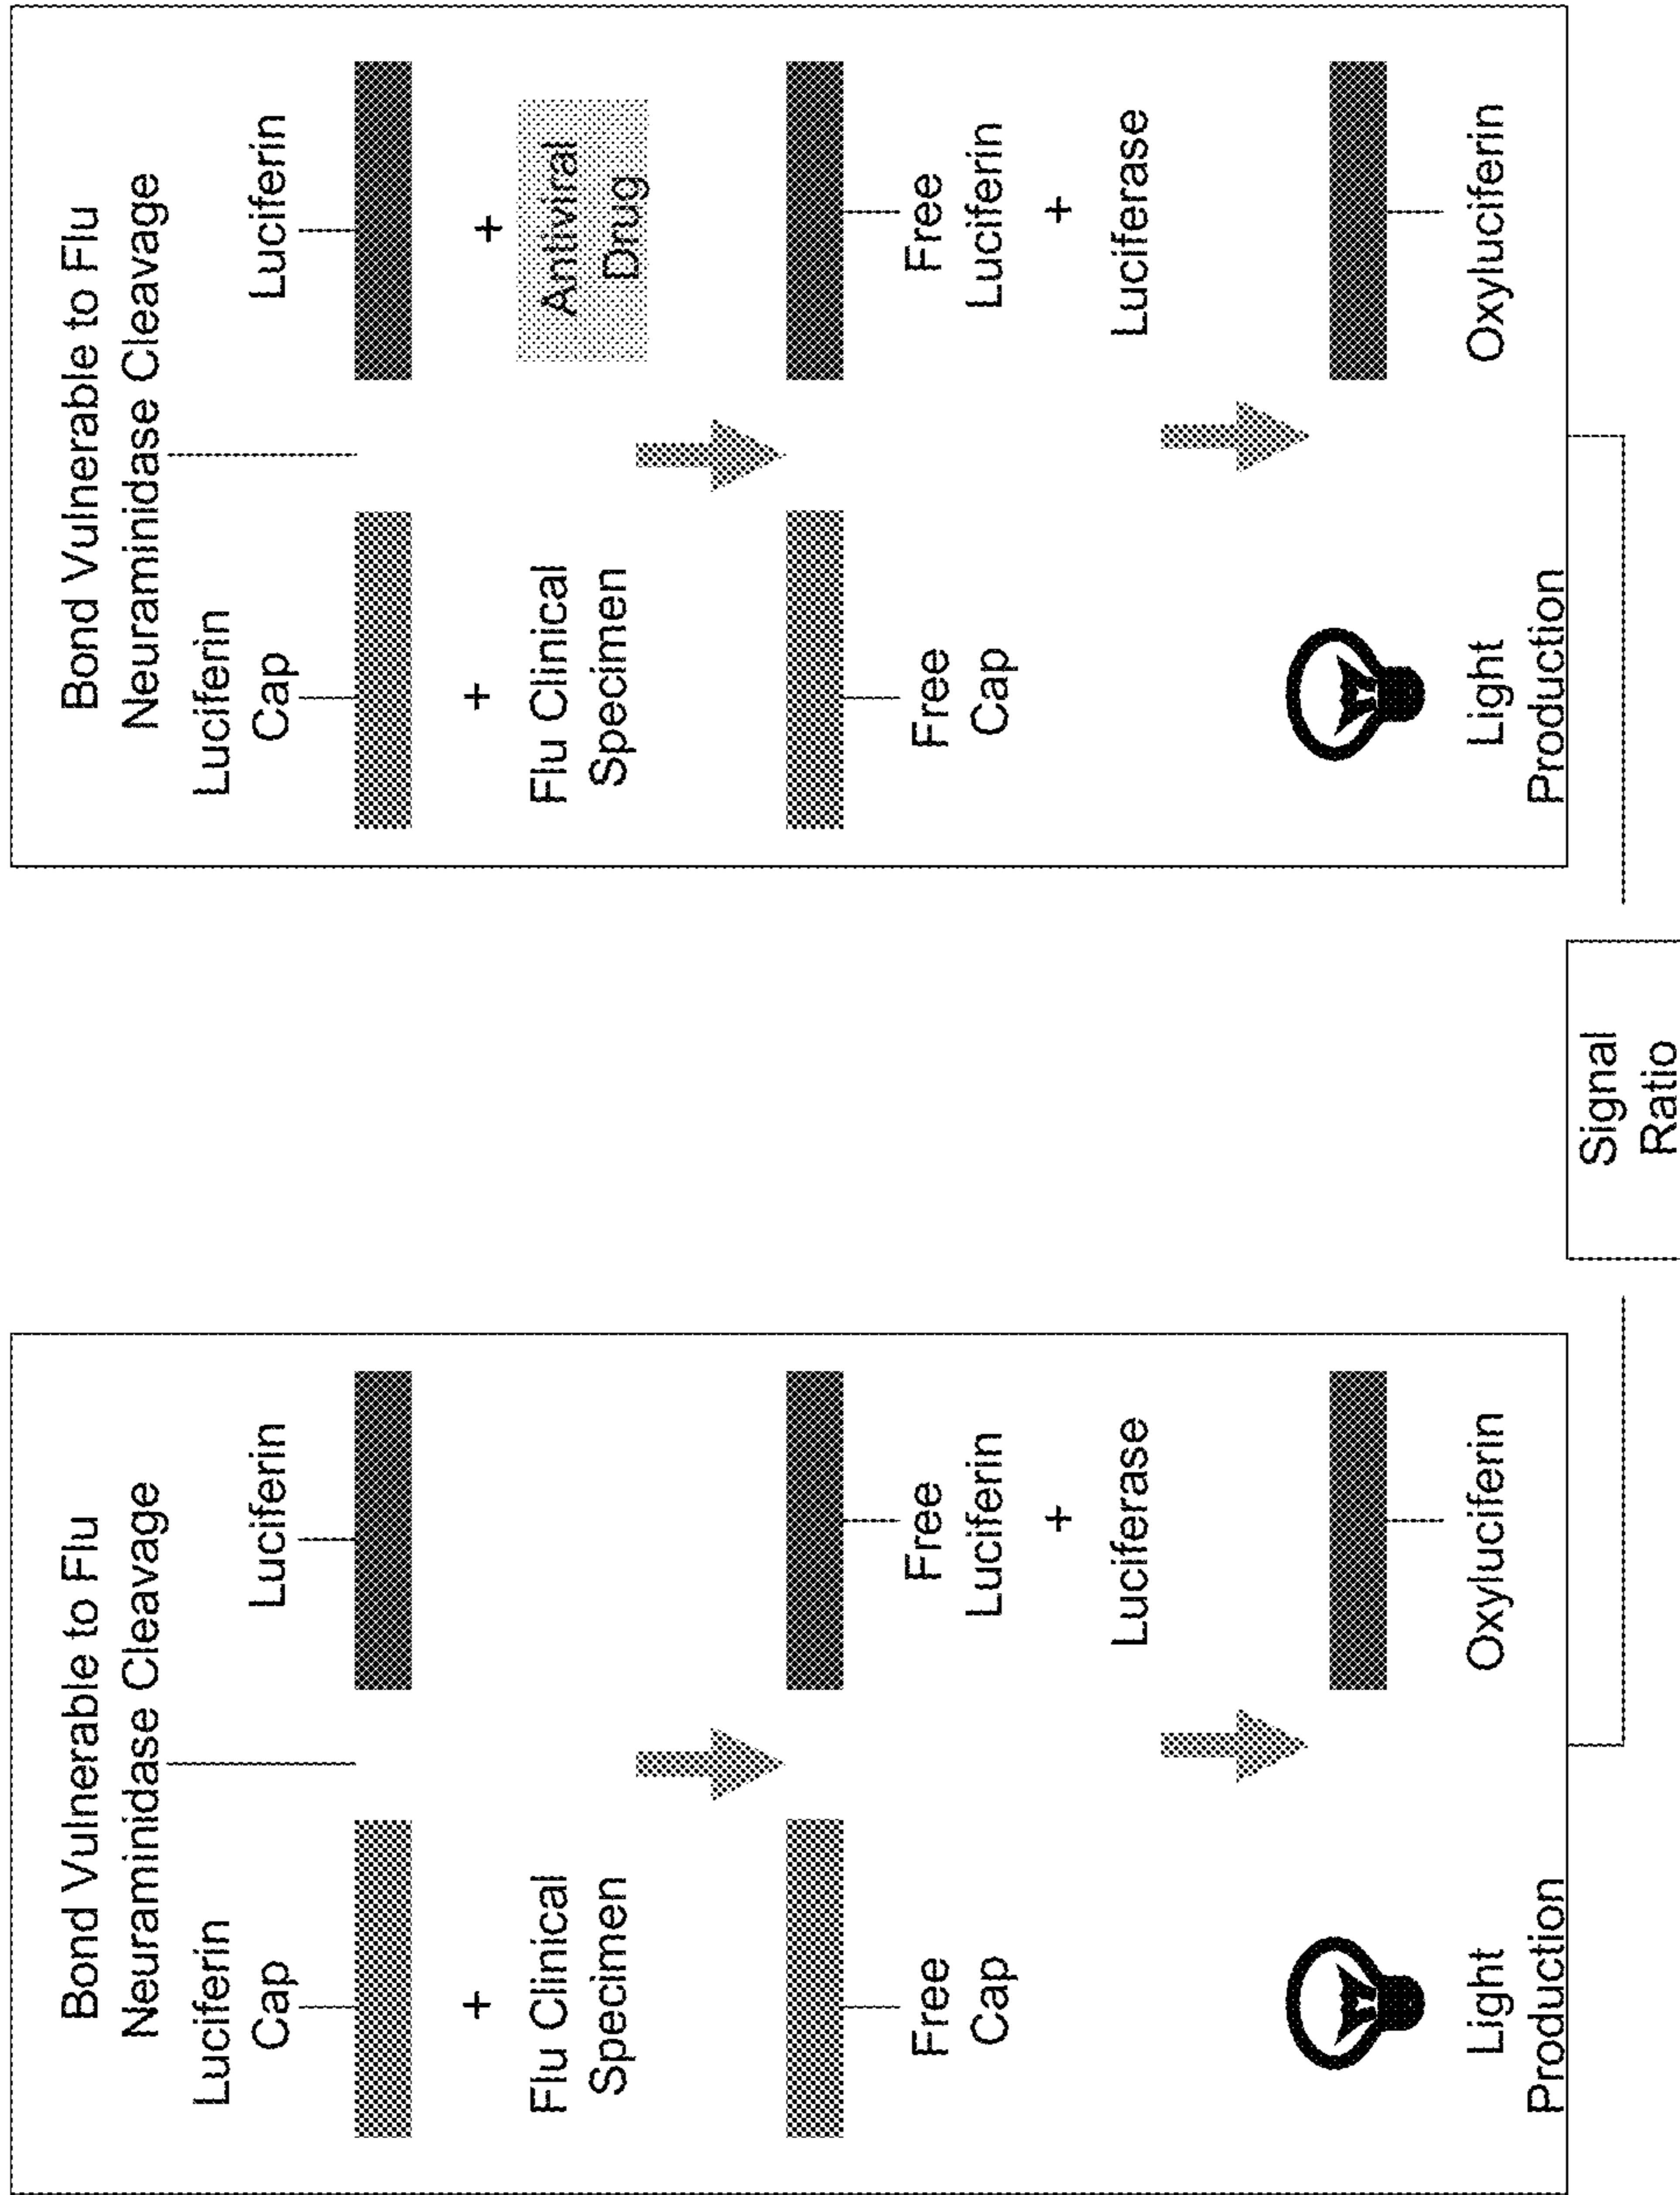 Bond Vulnerable to Flu
Neuraminidase Cleavage
Luciferin
Cap
Luciferin
+
Flu Clinical
Specimen
Free
Cap
Free
Luciferin
+
Luciferase
Light
Production
Oxyluciferin
Bond Vulnerable to Flu
Neuraminidase Cleavage
Luciferin
Cap
Luciferin
+
Flu Clinical
Specimen
+
Antiviral
Drug
Free
Cap
Free
Luciferin
+
Luciferase
Light
Production
Oxyluciferin
Signal
Ratio